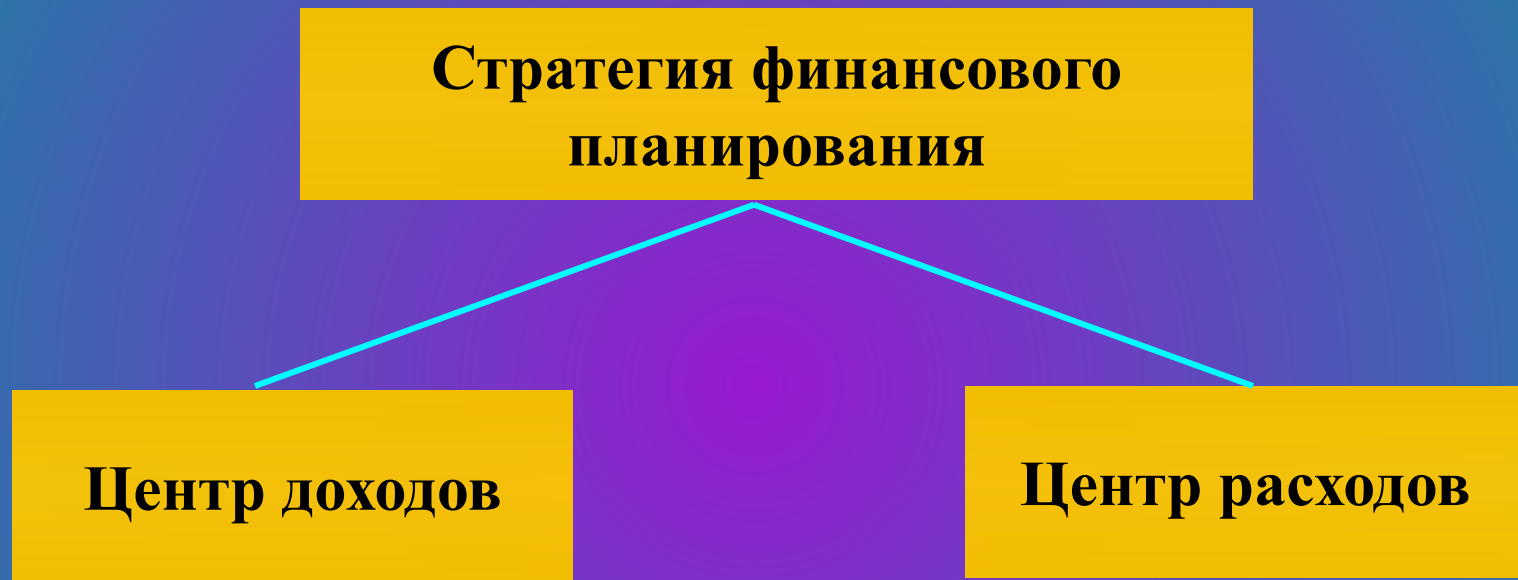 Стратегия финансового
планирования
Центр доходов
Центр расходов